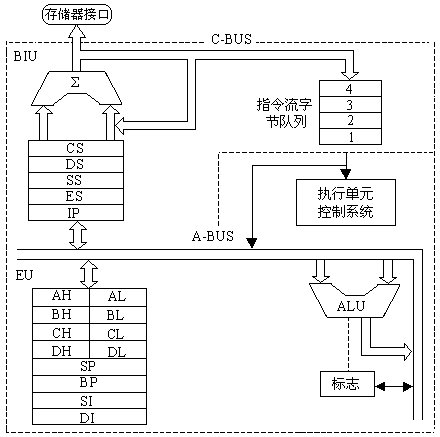 存储器接口
C-BUS
BIU
Σ
指令流字
节队列
4
3
2
1
CS
DS
SS
ES
IP
执行单元
控制系统
A-BUS
EU
AH AL
BH BL
CH CL
DH DL
SP
BP
SI
DI
ALU
标志